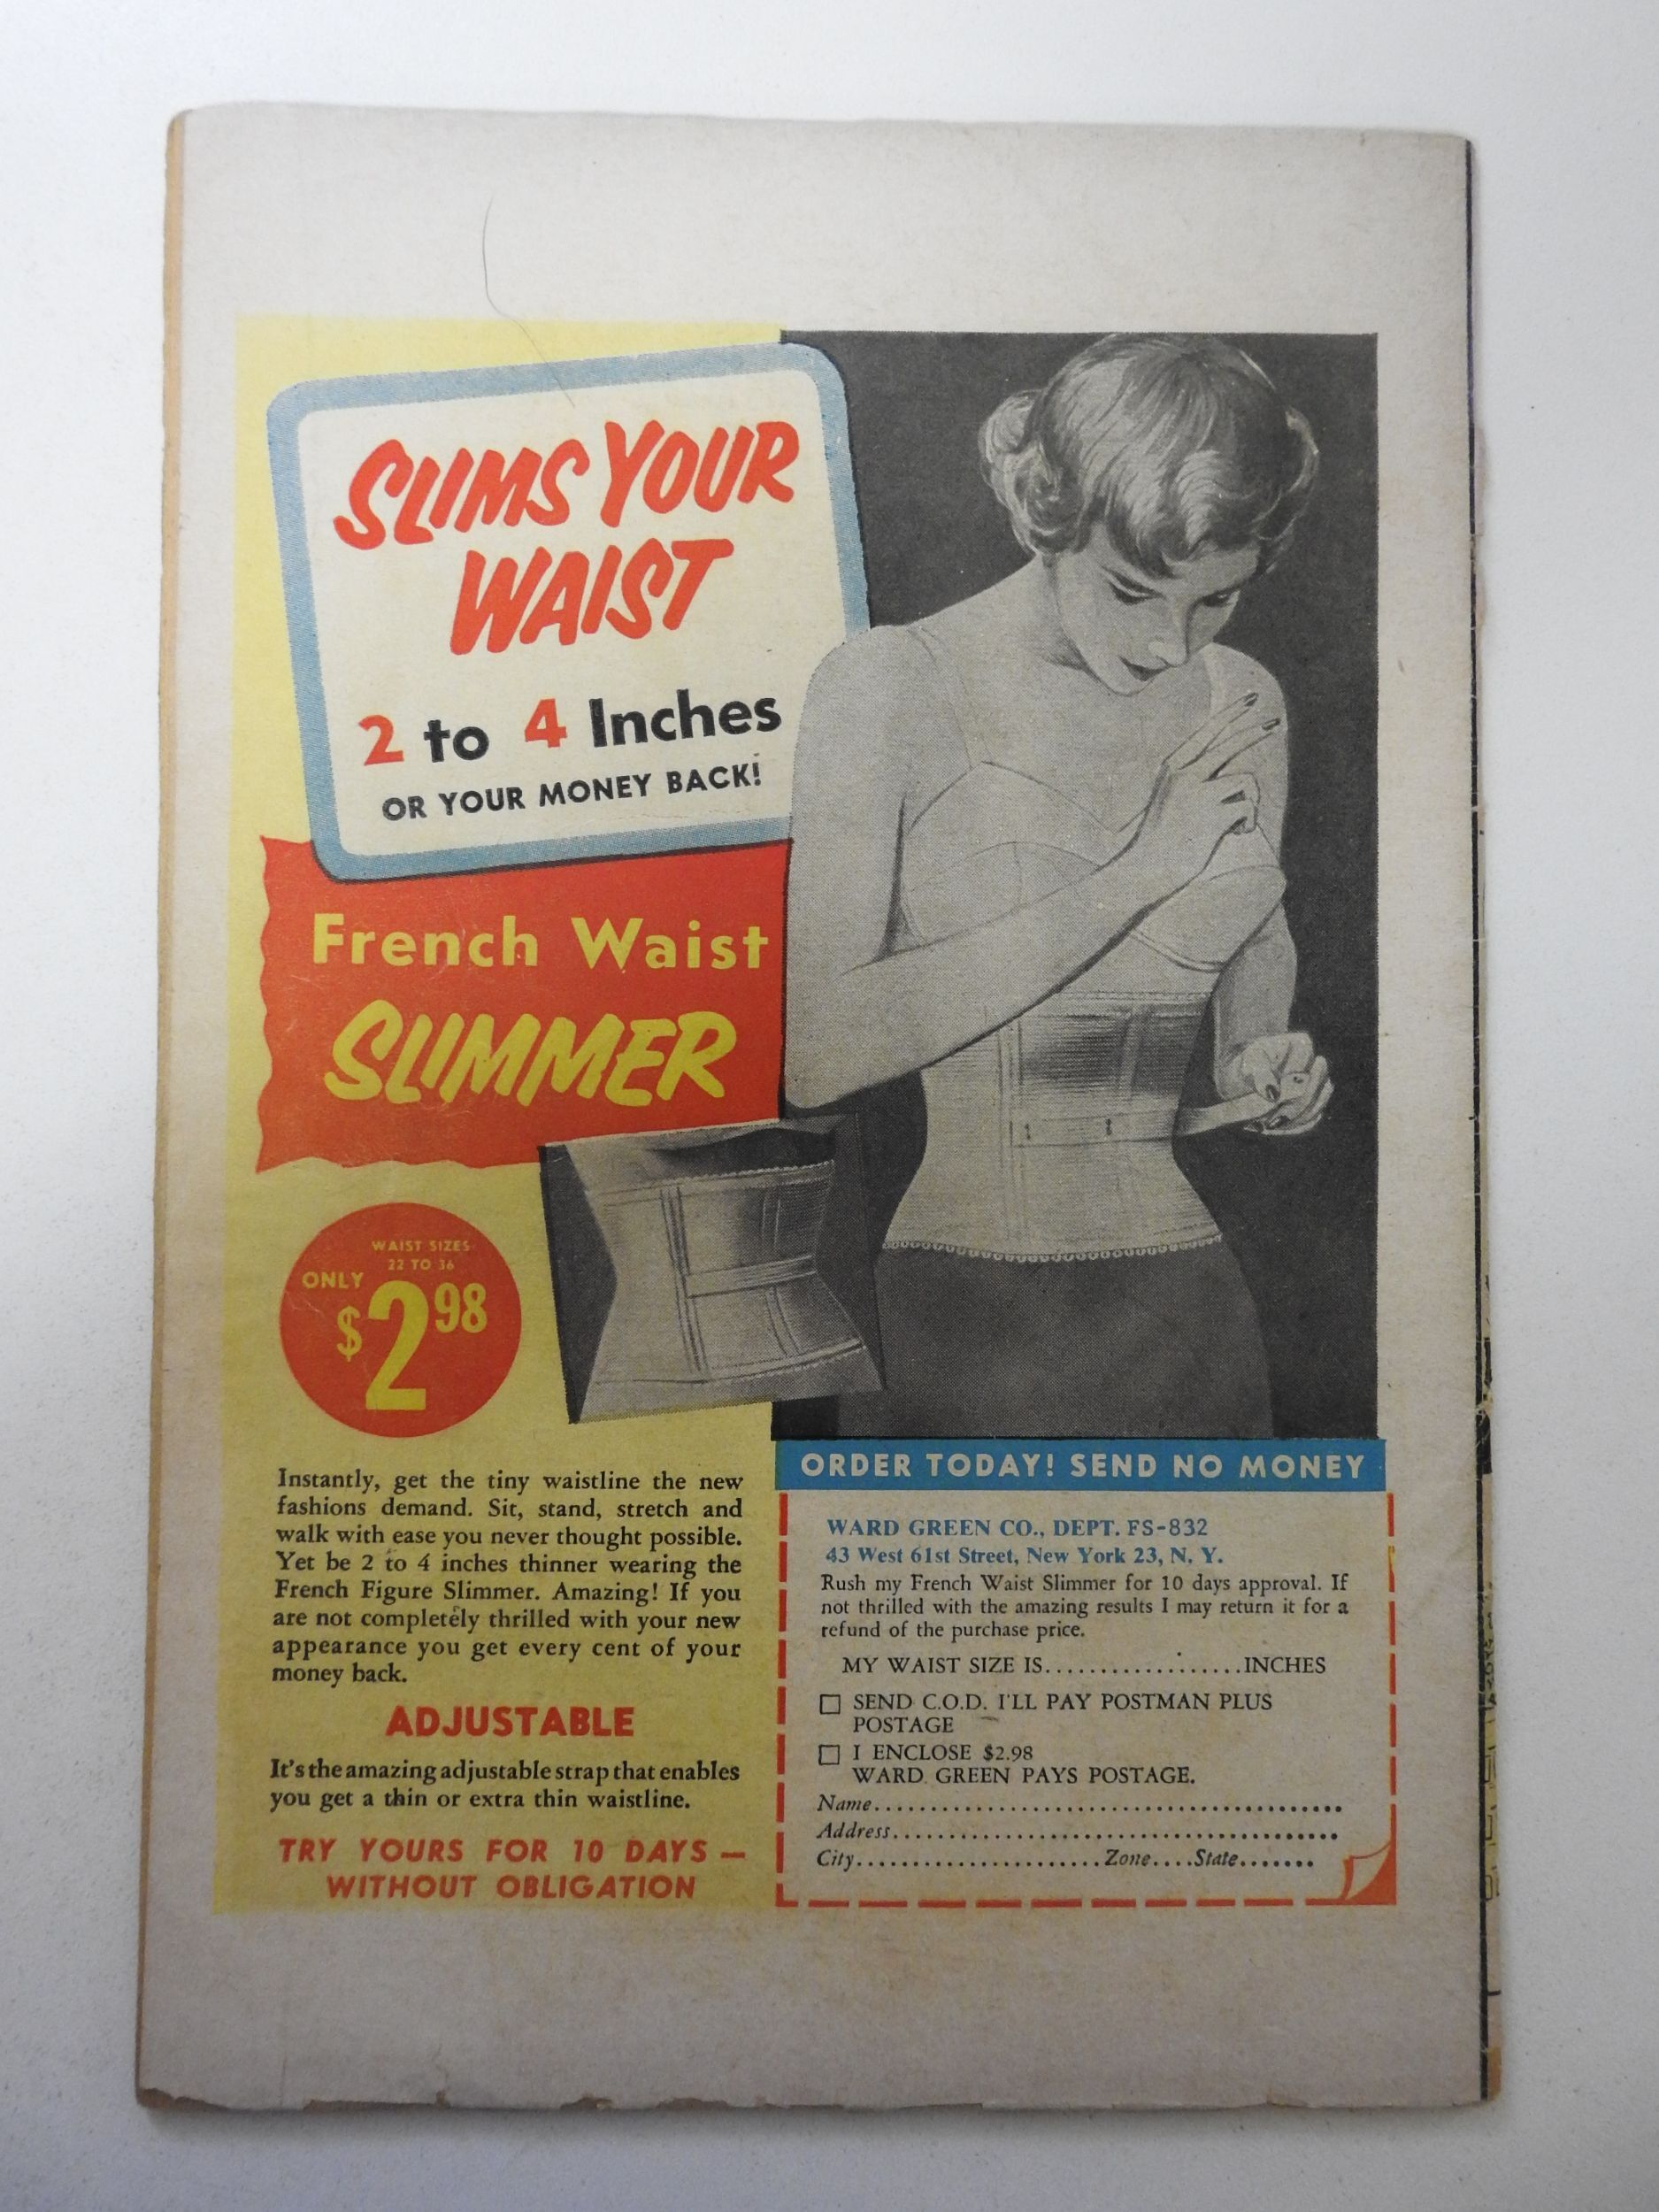 SLIMS YOUR
WAIST
2 to 4 Inches
OR YOUR MONEY BACK!
French Waist
SLIMMER
WAIST SIZES
22 TO 36
ONLY
$2.98
Instantly, get the tiny waistline the new
fashions demand. Sit, stand, stretch and
walk with ease you never thought possible.
Yet be 2 to 4 inches thinner wearing the
French Figure Slimmer. Amazing! If you
are not completely thrilled with your new
appearance you get every cent of your
money back.
ADJUSTABLE
It's the amazing adjustable strap that enables
you get a thin or extra thin waistline.
TRY YOURS FOR 10 DAYS —
WITHOUT OBLIGATION
ORDER TODAY! SEND NO MONEY
WARD GREEN CO., DEPT. FS-832
43 West 61st Street, New York 23, N. Y.
Rush my French Waist Slimmer for 10 days approval. If
not thrilled with the amazing results I may return it for a
refund of the purchase price.
MY WAIST SIZE IS....................INCHES
SEND C.O.D. I'LL PAY POSTMAN PLUS
POSTAGE
I ENCLOSE $2.98
WARD GREEN PAYS POSTAGE.
Name..........................................
Address........................................
City......................Zone....State.......